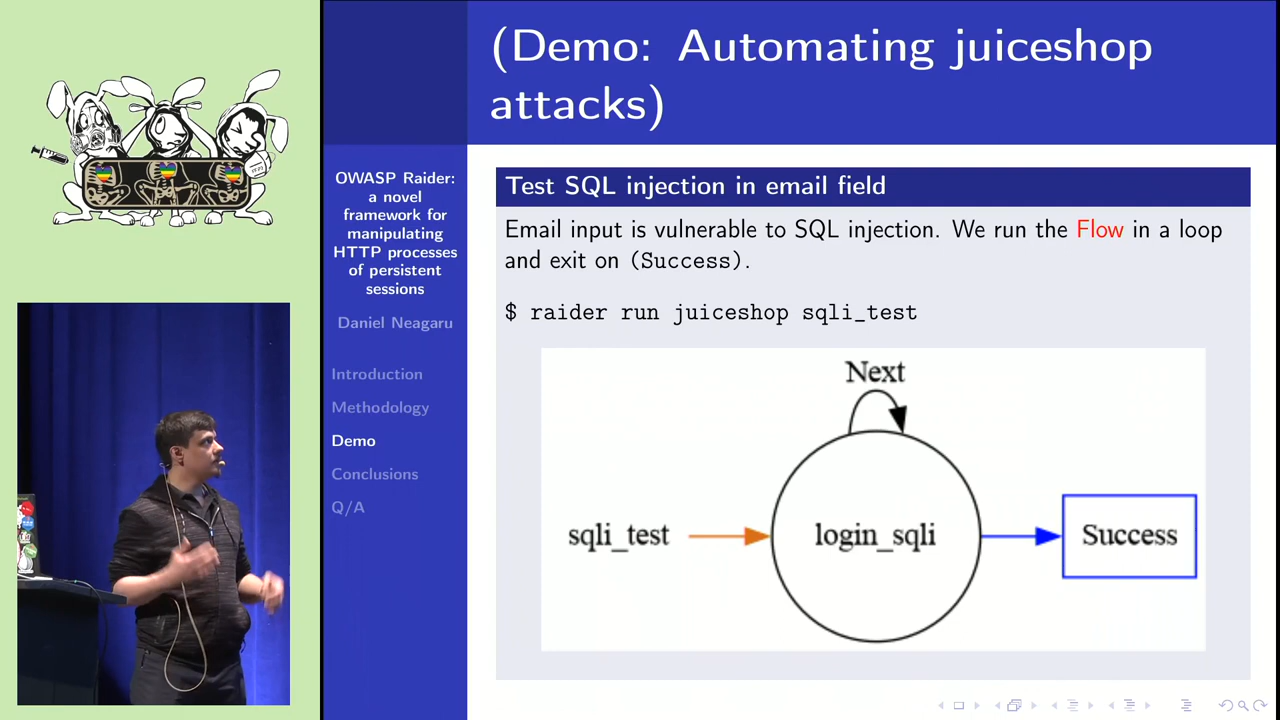 (Demo: Automating juiceshop
attacks)
OWASP Raider:
a novel
framework for
manipulating
HTTP processes
of persistent
sessions
Daniel Neagaru
Introduction
Methodology
Demo
Conclusions
Q/A
Test SQL injection in email field
Email input is vulnerable to SQL injection. We run the Flow in a loop
and exit on (Success).
$ raider run juiceshop sqli_test
Next
sqli_test
login_sqli
Success